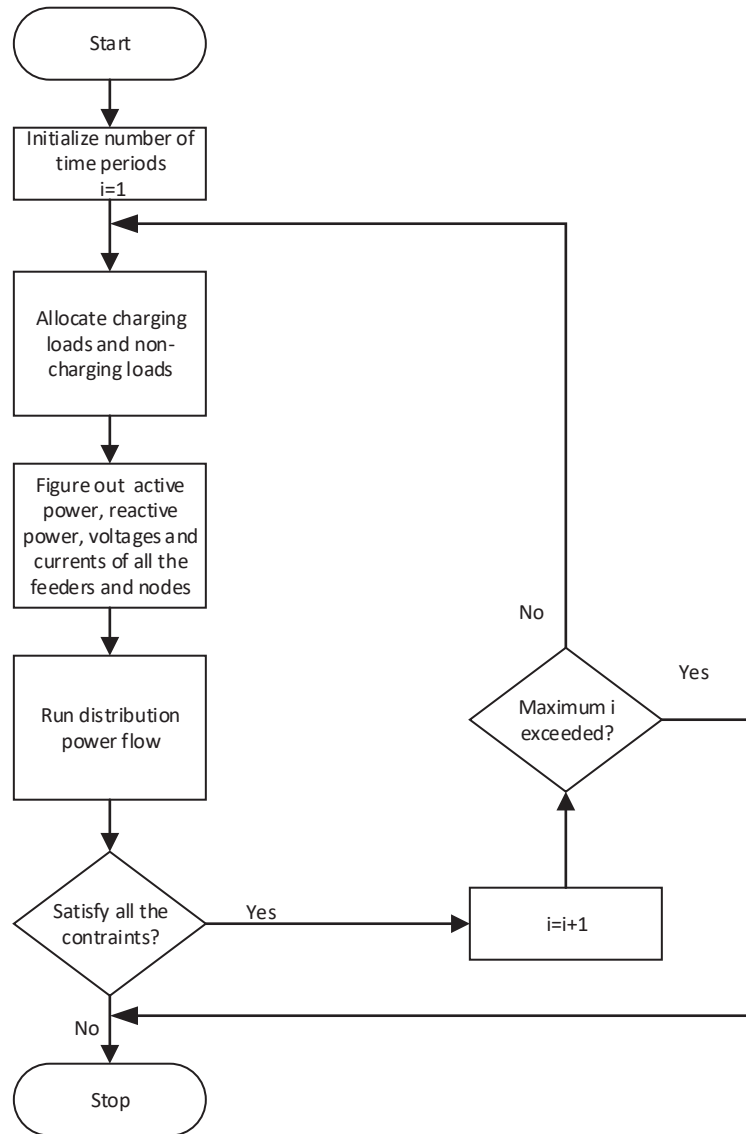 Start
Initialize number of
time periods
i=1
Allocate charging
loads and non-
charging loads
Figure out active
power, reactive
power, voltages and
currents of all the
feeders and nodes
No
Yes
Run distribution
power flow
Maximum i
exceeded?
Satisfy all the
contraints?
Yes
i=i+1
No
Stop